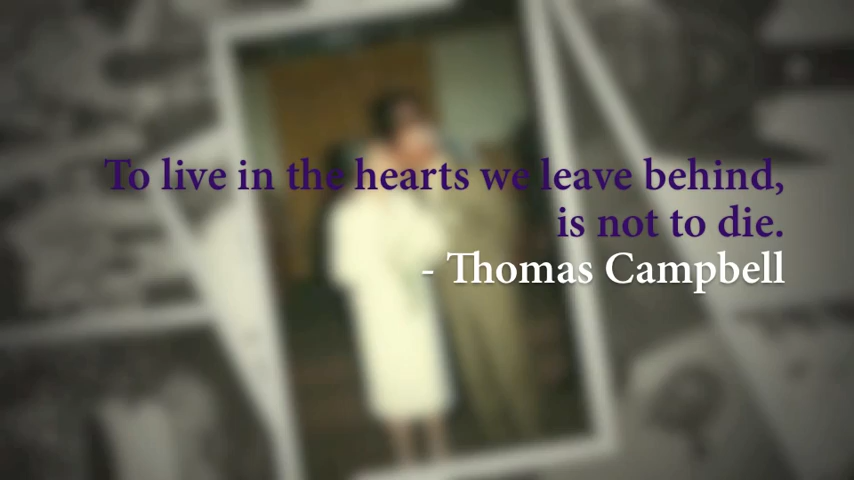 To live in the hearts we leave behind,
is not to die.
- Thomas Campbell